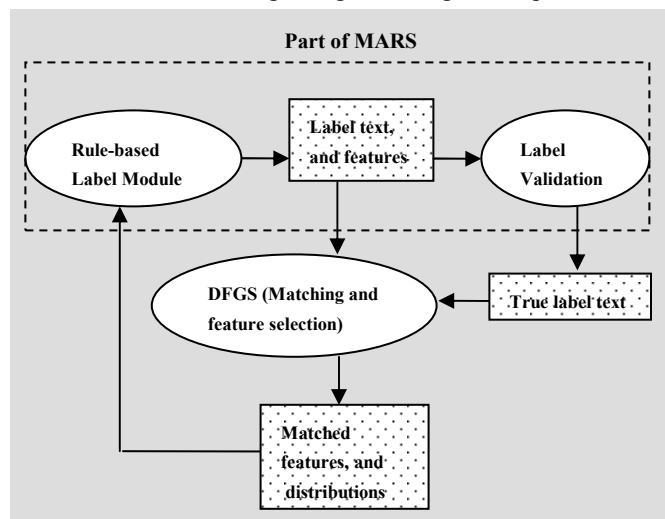 Part of MARS
Rule-based
Label Module
Label text,
and features
Label
Validation
DFGS (Matching and
feature selection)
True label text
Matched
features, and
distributions